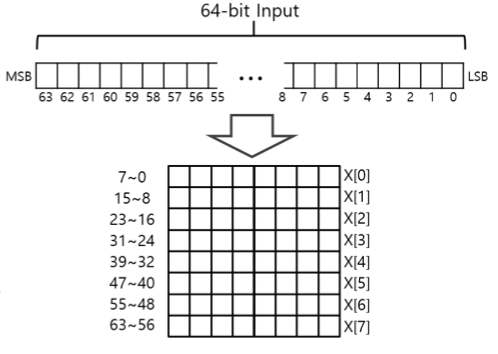 64-bit Input
MSB ... LSB
63 62 61 60 59 58 57 56 55 8 7 6 5 4 3 2 1 0
7~0 X[0]
15~8 X[1]
23~16 X[2]
31~24 X[3]
39~32 X[4]
47~40 X[5]
55~48 X[6]
63~56 X[7]